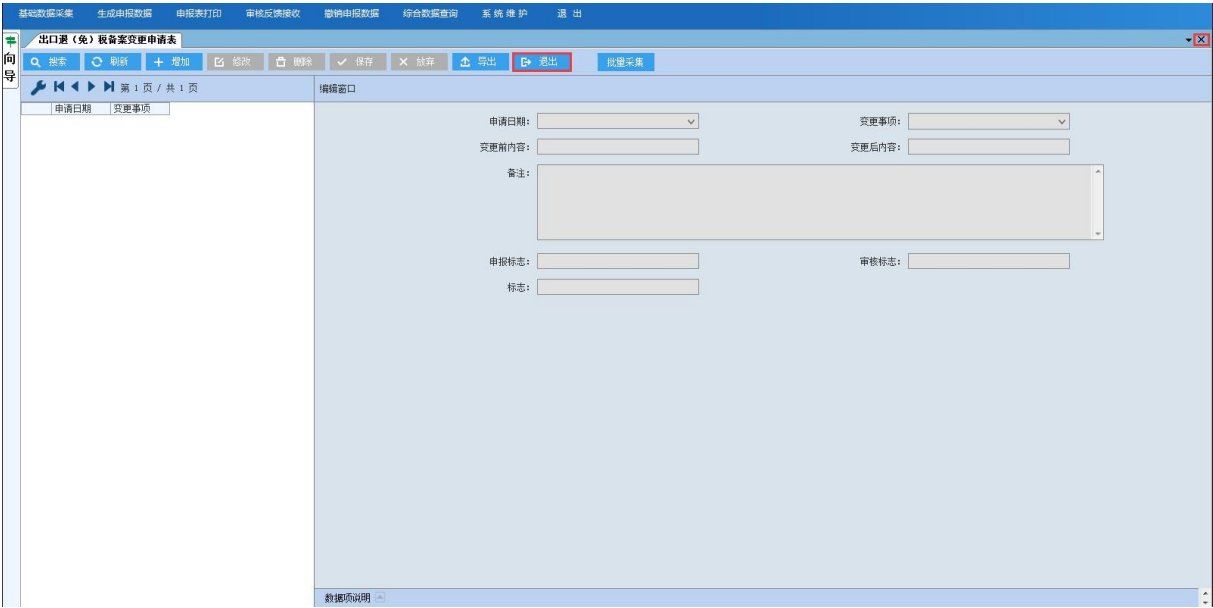 基础数据采集 生成申报数据 申报表打印 审核反馈接收 撤销申报数据 综合数据查询 系统维护 退出
向导
出口退（免）税备案变更申请表
搜索 刷新 增加 修改 删除 保存 放弃 导出 退出 批量采集
第 1 页 / 共 1 页
编辑窗口
申请日期 变更事项
申请日期: 变更事项:
变更前内容: 变更后内容:
备注:
申报标志: 审核标志:
标志:
数据项说明